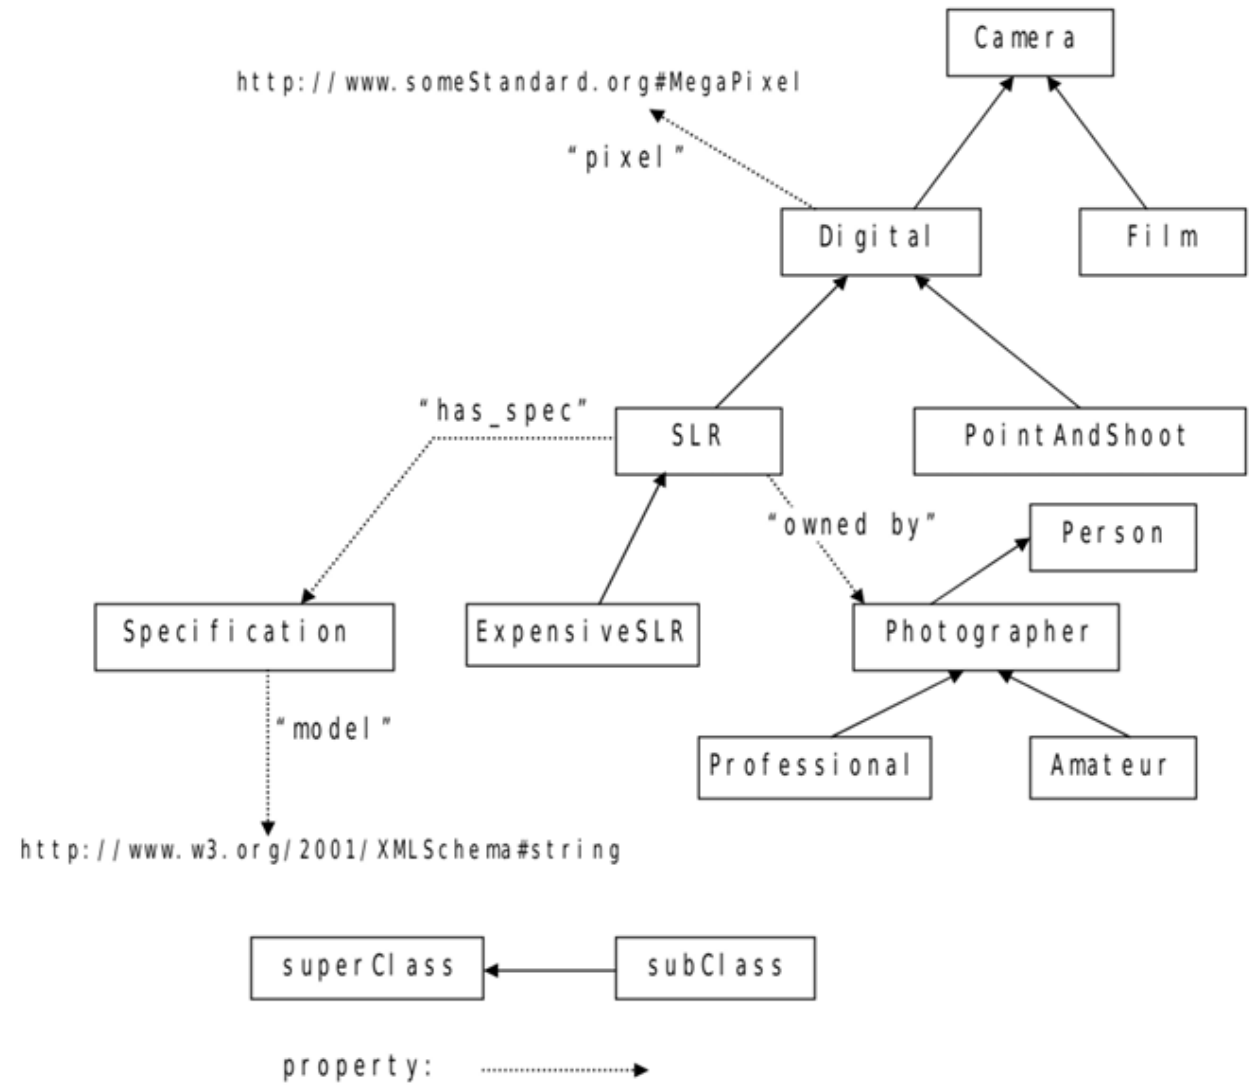 Camera
http://www.someStandard.org#MegaPixel
“pixel”
Digital
Film
“has_spec”
SLR
PointAndShoot
“owned by”
Person
Specification
ExpensiveSLR
Photographer
“model”
Professional
Amateur
http://www.w3.org/2001/XMLSchema#string
superClass
subClass
property: